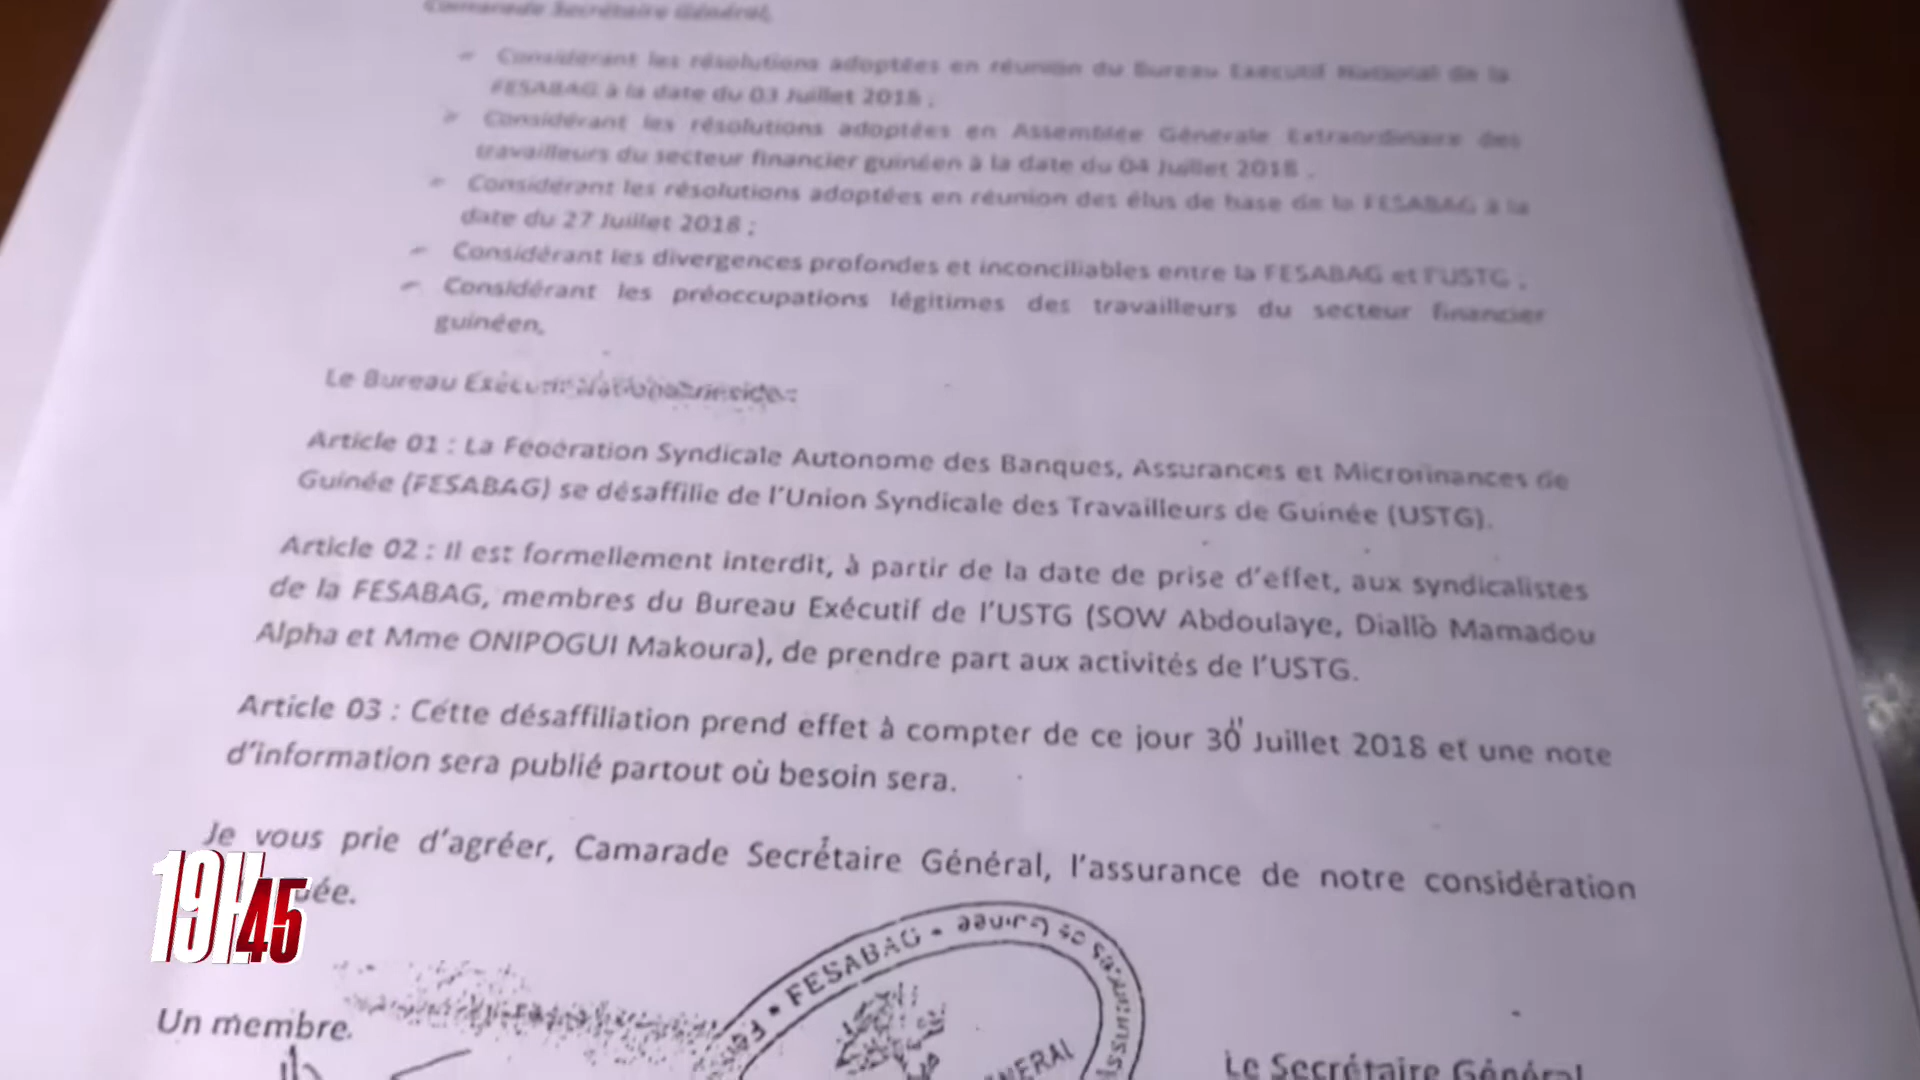 Camarade Secrétaire Général,
Considérant les résolutions adoptées en réunion du Bureau Exécutif National de la
FESABAG à la date du 03 Juillet 2018 ;
Considérant les résolutions adoptées en Assemblée Générale Extraordinaire des
travailleurs du secteur financier guinéen à la date du 04 Juillet 2018 .
Considérant les résolutions adoptées en réunion des élus de base de la FESABAG à la
date du 27 Juillet 2018 ;
Considérant les divergences profondes et inconciliables entre la FESABAG et l'USTG ;
Considérant les préoccupations légitimes des travailleurs du secteur financier
guinéen,
Le Bureau Exécutif National
Article 01 : La Fédération Syndicale Autonome des Banques, Assurances et Microfinances de
Guinée (FESABAG) se désaffilie de l'Union Syndicale des Travailleurs de Guinée (USTG).
Article 02 : Il est formellement interdit, à partir de la date de prise d'effet, aux syndicalistes
de la FESABAG, membres du Bureau Exécutif de l'USTG (SOW Abdoulaye, Diallo Mamadou
Alpha et Mme ONIPOGUI Makoura), de prendre part aux activités de l'USTG.
Article 03 : Cette désaffiliation prend effet à compter de ce jour 30 Juillet 2018 et une note
d'information sera publié partout où besoin sera.
Je vous prie d'agréer, Camarade Secrétaire Général, l'assurance de notre considération
19H45
FESABAG • de Guinée
Un membre.
Le Secrétaire Général